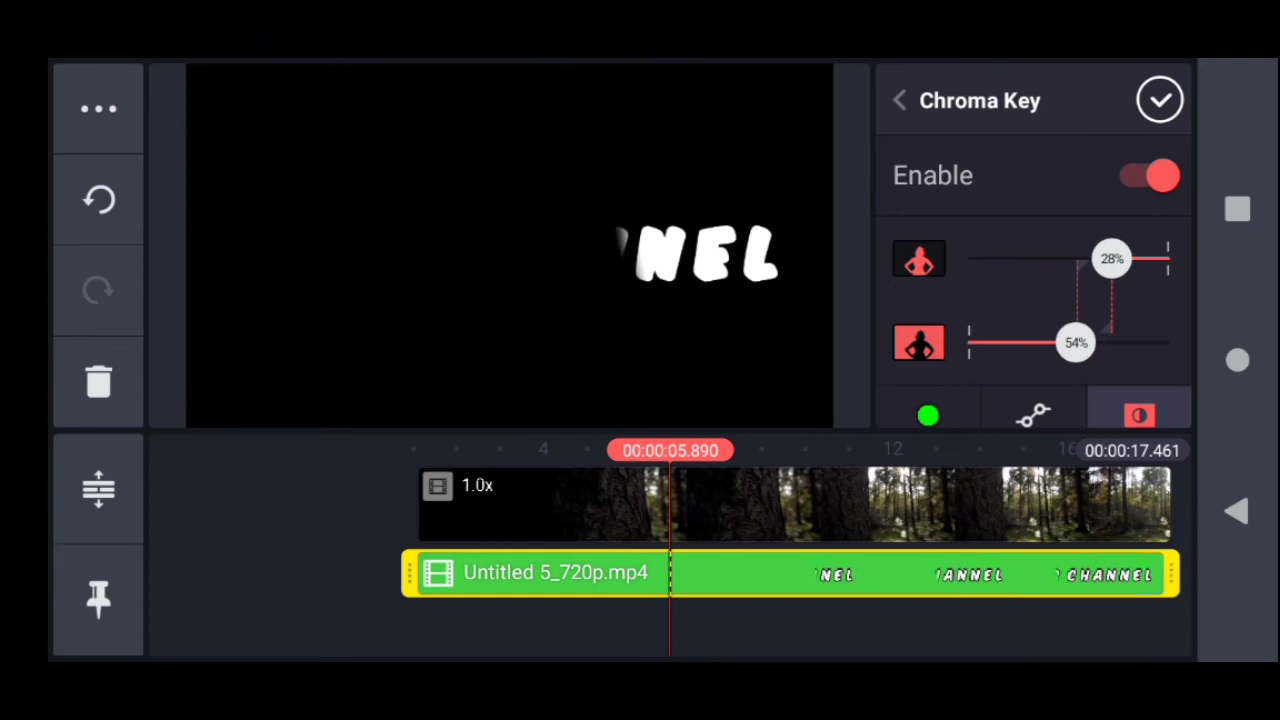 Chroma Key
Enable
NEL
28%
54%
4
00:00:05.890
12
16
00:00:17.461
1.0x
Untitled 5_720p.mp4
NEL
ANNEL
CHANNEL